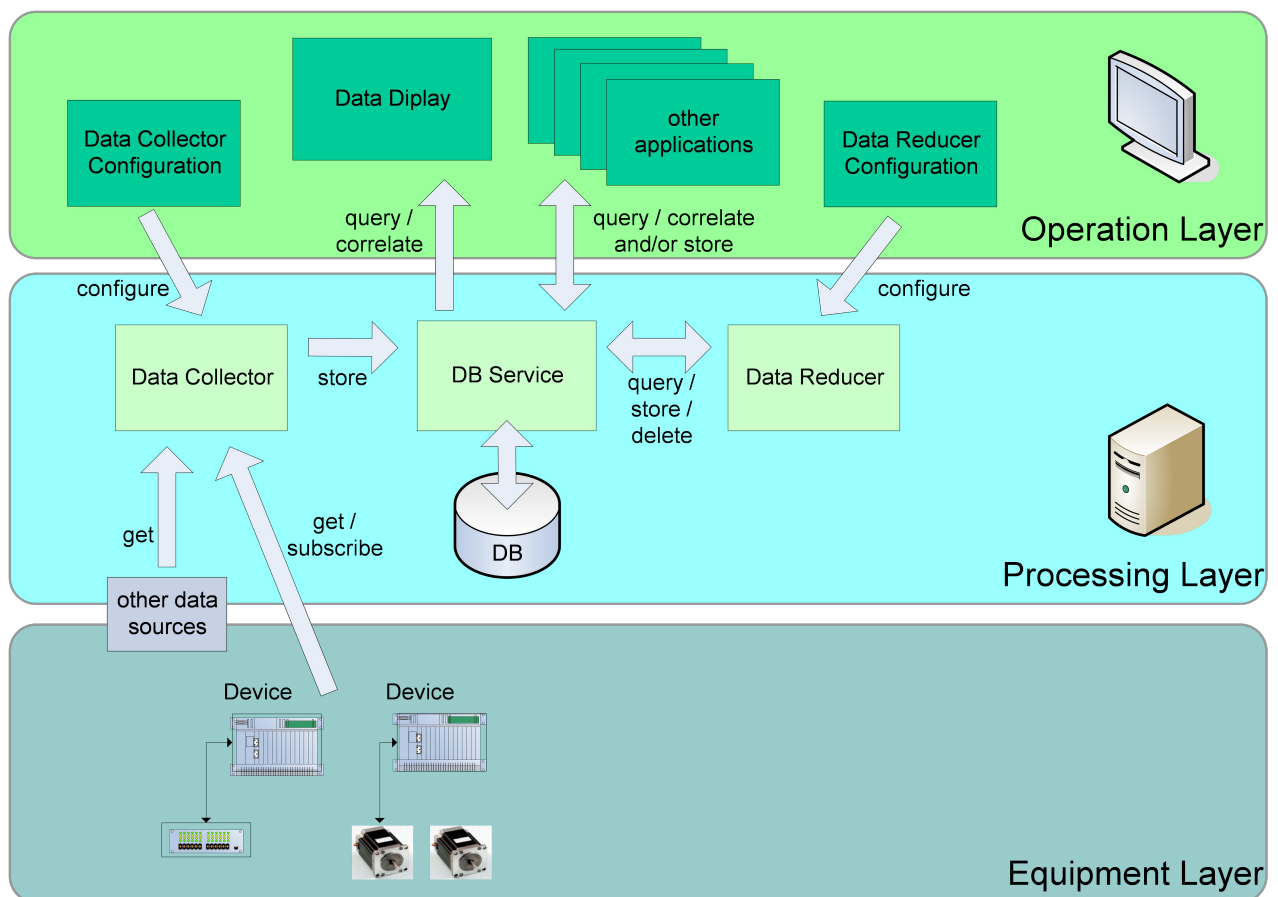 Data Diplay
other
applications
Data Collector
Configuration
Data Reducer
Configuration
query /
correlate
query / correlate
and/or store
Operation Layer
configure
configure
Data Collector
store
DB Service
query /
store /
delete
Data Reducer
get
get /
subscribe
DB
Processing Layer
other data
sources
Device
Device
Equipment Layer